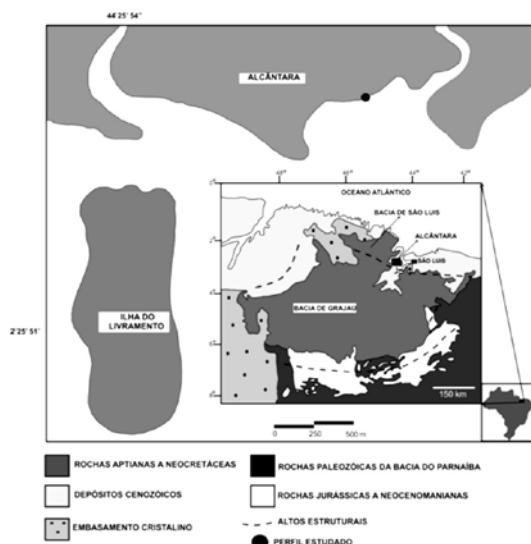 44°25'54"
ALCÂNTARA
OCEANO ATLÂNTICO
BACIA DE SÃO LUIS
ALCÂNTARA
SÃO LUIS
BACIA DE GRAJAÚ
ILHA DO
LIVRAMENTO
2°25'51"
150 km
0 250 500 m
ROCHAS APTIANAS A NEOCRETÁCEAS
ROCHAS PALEOZÓICAS DA BACIA DO PARNAÍBA
DEPÓSITOS CENOZÓICOS
ROCHAS JURÁSSICAS A NEOCENOMANIANAS
EMBASAMENTO CRISTALINO
ALTOS ESTRUTURAIS
PERFIL ESTUDADO